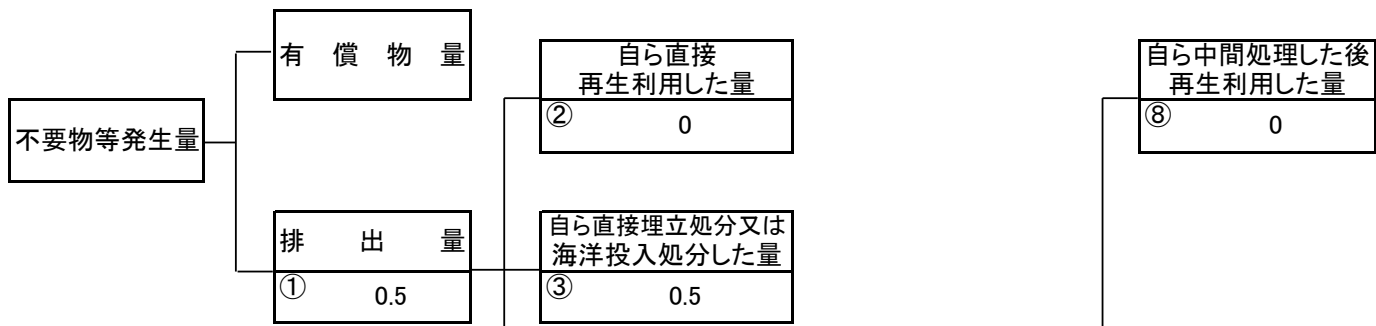 有償物量
自ら直接
再生利用した量
② 0
自ら中間処理した後
再生利用した量
⑧ 0
不要物等発生量
排出量
① 0.5
自ら直接埋立処分又は
海洋投入処分した量
③ 0.5